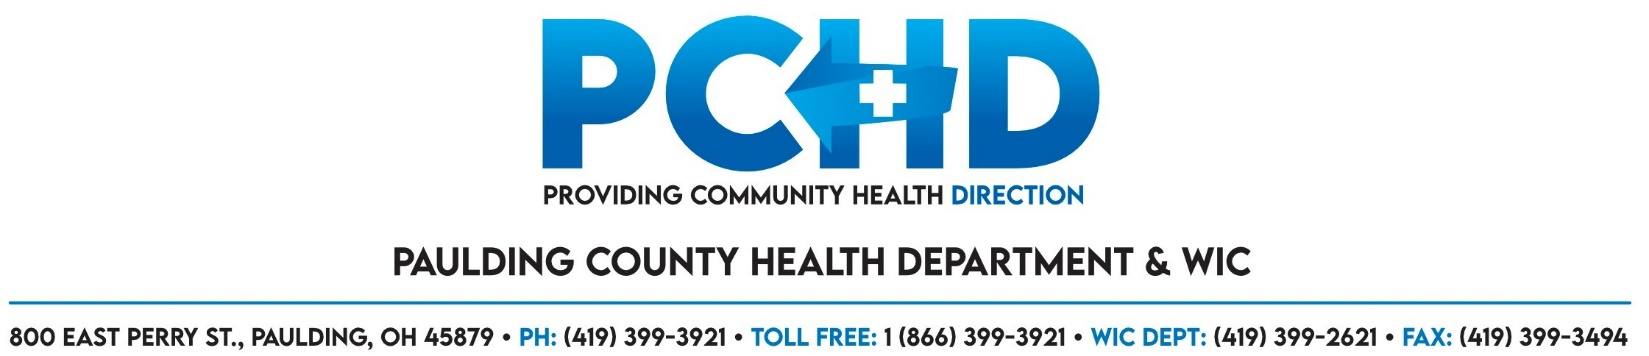 PCHD
PROVIDING COMMUNITY HEALTH DIRECTION
PAULDING COUNTY HEALTH DEPARTMENT & WIC
800 EAST PERRY ST., PAULDING, OH 45879 • PH: (419) 399-3921 • TOLL FREE: 1 (866) 399-3921 • WIC DEPT: (419) 399-2621 • FAX: (419) 399-3494